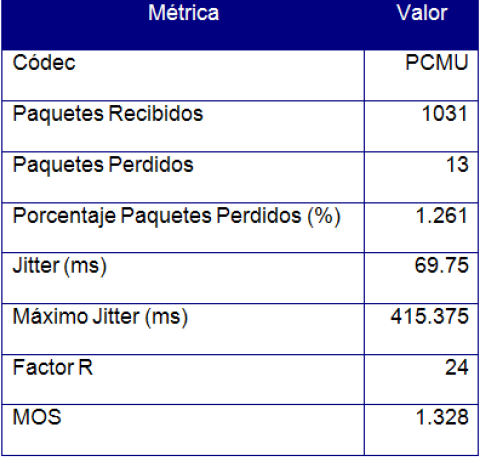 Métrica Valor
Códec PCMU
Paquetes Recibidos 1031
Paquetes Perdidos 13
Porcentaje Paquetes Perdidos (%) 1.261
Jitter (ms) 69.75
Máximo Jitter (ms) 415.375
Factor R 24
MOS 1.328